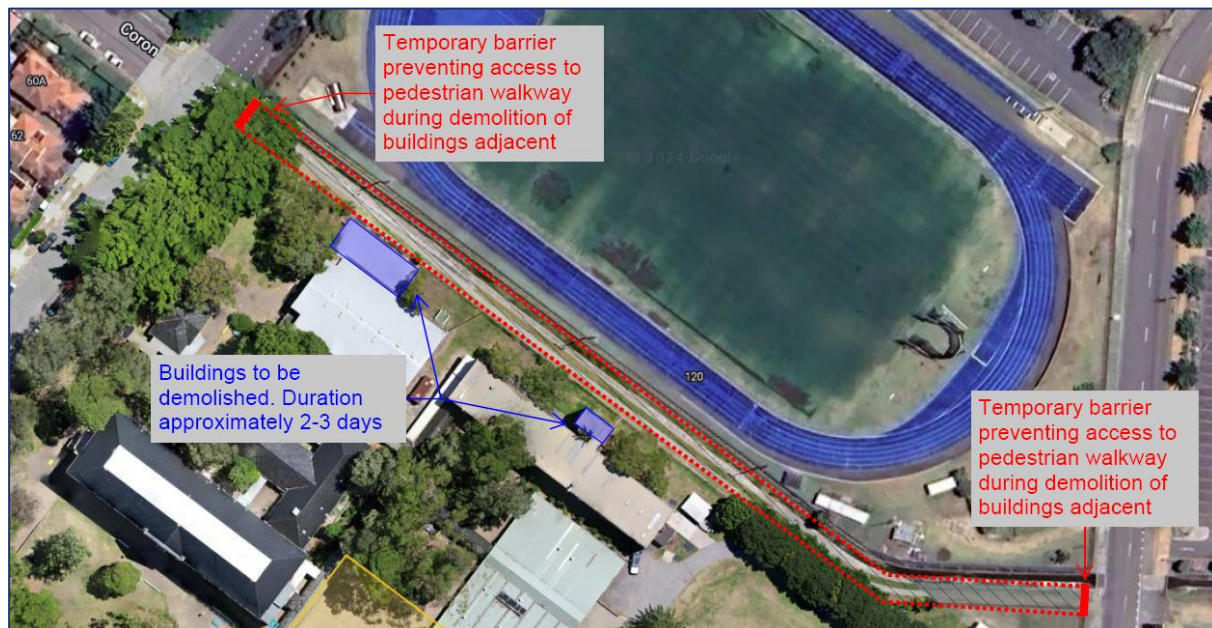 Coron
60A
62
Temporary barrier
preventing access to
pedestrian walkway
during demolition of
buildings adjacent
© 2024 Google
Buildings to be
demolished. Duration
approximately 2-3 days
120
Temporary barrier
preventing access to
pedestrian walkway
during demolition of
buildings adjacent